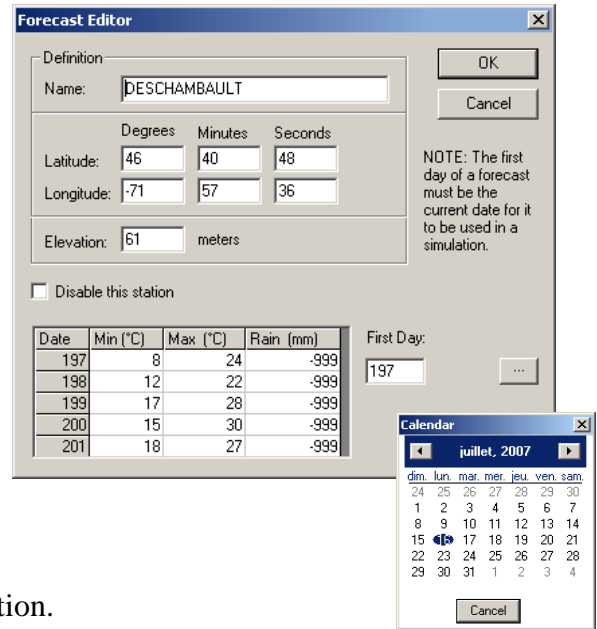 Forecast Editor
Definition
Name: DESCHAMBAULT
Degrees Minutes Seconds
Latitude: 46 40 48
Longitude: -71 57 36
Elevation: 61 meters
OK
Cancel
NOTE: The first
day of a forecast
must be the
current date for it
to be used in a
simulation.
Disable this station
Date Min (°C) Max (°C) Rain (mm)
197 8 24 -999
198 12 22 -999
199 17 28 -999
200 15 30 -999
201 18 27 -999
First Day:
197 ...
Calendar
juillet, 2007
dim. lun. mar. mer. jeu. ven. sam.
24 25 26 27 28 29 30
1 2 3 4 5 6 7
8 9 10 11 12 13 14
15 16 17 18 19 20 21
22 23 24 25 26 27 28
29 30 31 1 2 3 4
Cancel
tion.